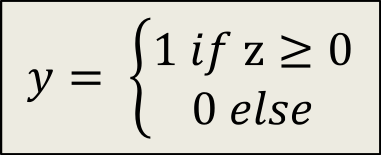 y = { 1 if z ≥ 0
0 else